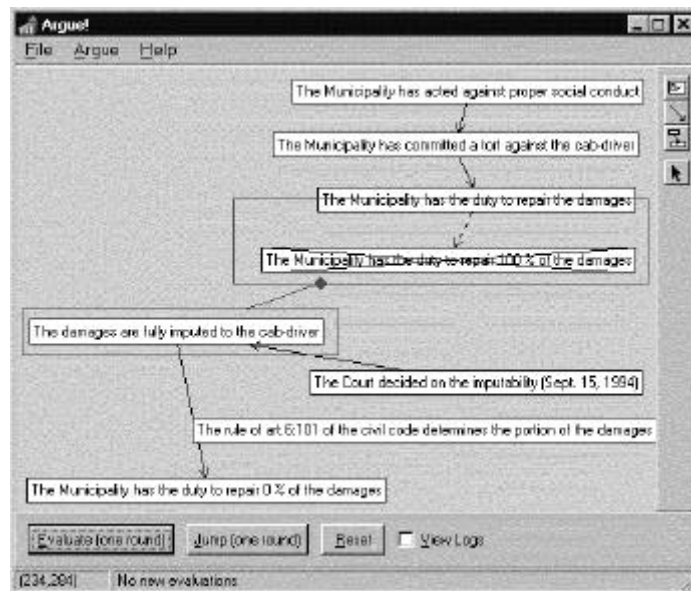 Argue!
File Argue Help
The Municipality has acted against proper social conduct
The Municipality has committed a tort against the cab-driver
The Municipality has the duty to repair the damages
The Municipality has the duty to repair 100 % of the damages
The damages are fully imputed to the cab-driver
The Court decided on the imputability (Sept. 15, 1994)
The rule of art 6:101 of the civil code determines the portion of the damages
The Municipality has the duty to repair 0 % of the damages
Evaluate (one round) Jump (one round) Reset View Logs
(234,284) No new evaluations